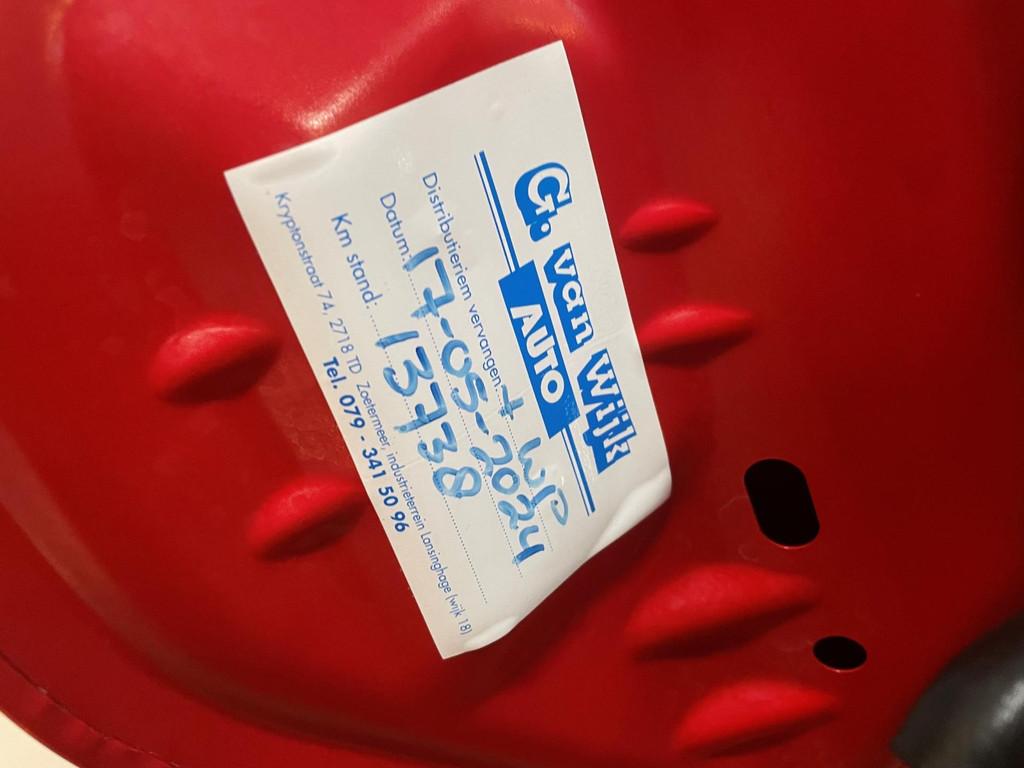 G. van Wijk
AUTO
Distributieriem vervangen: + WP
Datum: 17-05-2024
Km stand: 137738
Kryptonstraat 7A, 2718 TD Zoetermeer, industrieterrein Lansinghage (wijk 18)
Tel. 079 - 341 50 96